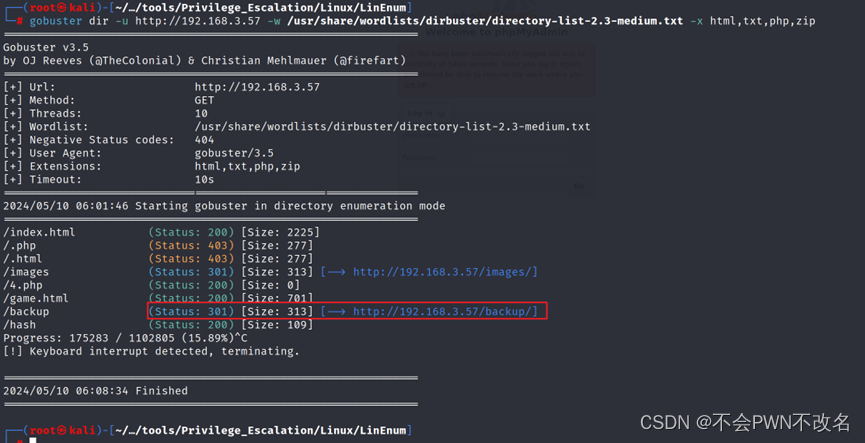 ┌──(root㉿kali)-[~/…/tools/Privilege_Escalation/Linux/LinEnum]
└─# gobuster dir -u http://192.168.3.57 -w /usr/share/wordlists/dirbuster/directory-list-2.3-medium.txt -x html,txt,php,zip
===============================================================
Gobuster v3.5
by OJ Reeves (@TheColonial) & Christian Mehlmauer (@firefart)
===============================================================
[+] Url: http://192.168.3.57
[+] Method: GET
[+] Threads: 10
[+] Wordlist: /usr/share/wordlists/dirbuster/directory-list-2.3-medium.txt
[+] Negative Status codes: 404
[+] User Agent: gobuster/3.5
[+] Extensions: html,txt,php,zip
[+] Timeout: 10s
===============================================================
2024/05/10 06:01:46 Starting gobuster in directory enumeration mode
===============================================================
/index.html (Status: 200) [Size: 2225]
/.php (Status: 403) [Size: 277]
/.html (Status: 403) [Size: 277]
/images (Status: 301) [Size: 313] [--> http://192.168.3.57/images/]
/4.php (Status: 200) [Size: 0]
/game.html (Status: 200) [Size: 701]
/backup (Status: 301) [Size: 313] [--> http://192.168.3.57/backup/]
/hash (Status: 200) [Size: 109]
Progress: 175283 / 1102805 (15.89%)^C
[!] Keyboard interrupt detected, terminating.
===============================================================
2024/05/10 06:08:34 Finished
===============================================================
┌──(root㉿kali)-[~/…/tools/Privilege_Escalation/Linux/LinEnum]
└─#
Welcome to phpMyAdmin
CSDN @不会PWN不改名